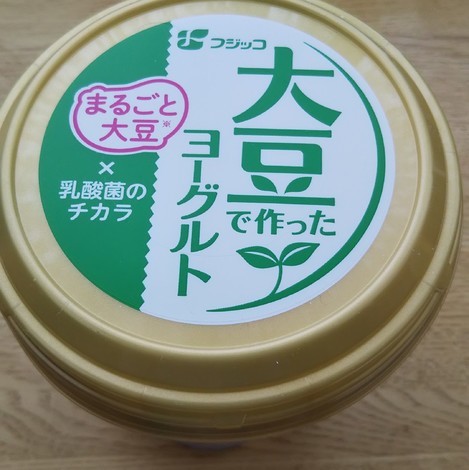 フジッコ
大豆
で作った
ヨーグルト
まるごと
大豆※
×
乳酸菌の
チカラ